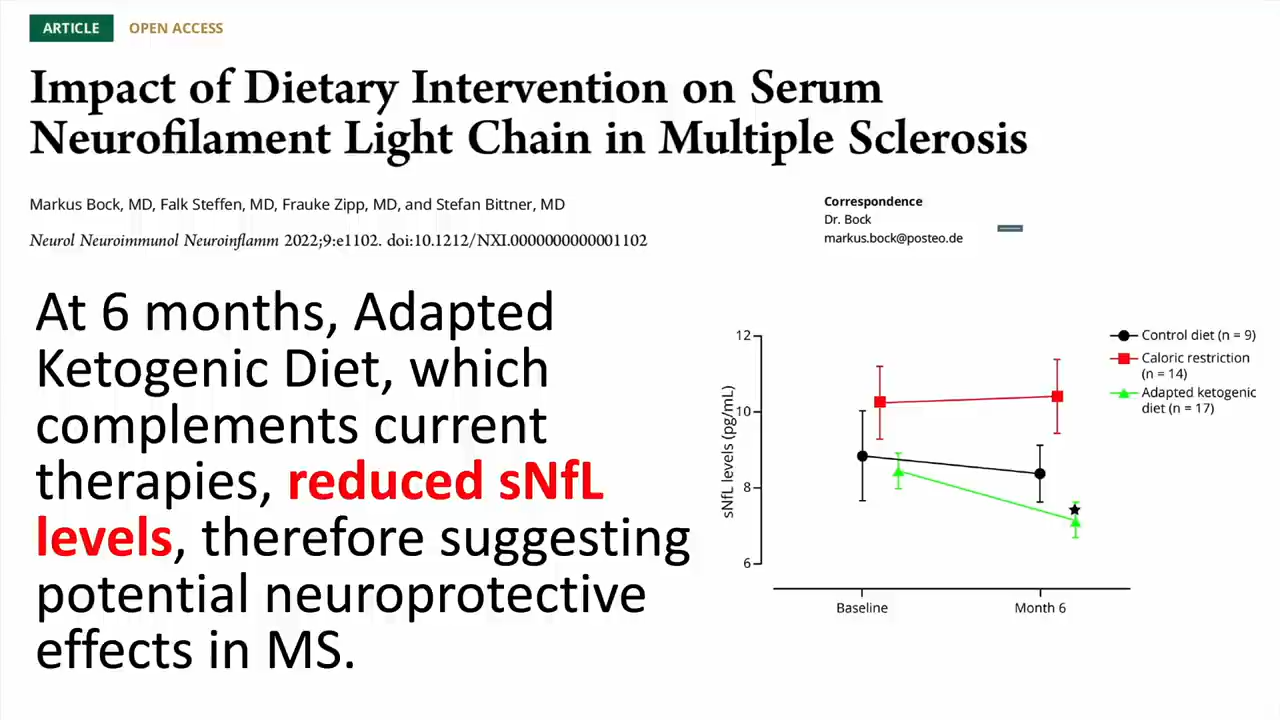 ARTICLE OPEN ACCESS
Impact of Dietary Intervention on Serum
Neurofilament Light Chain in Multiple Sclerosis
Markus Bock, MD, Falk Steffen, MD, Frauke Zipp, MD, and Stefan Bittner, MD
Neurol Neuroimmunol Neuroinflamm 2022;9:e1102. doi:10.1212/NXI.0000000000001102
Correspondence
Dr. Bock
markus.bock@posteo.de
At 6 months, Adapted
Ketogenic Diet, which
complements current
therapies, reduced sNfL
levels, therefore suggesting
potential neuroprotective
effects in MS.
sNfL levels (pg/mL)
12
10
8
6
Baseline
Month 6
Control diet (n = 9)
Caloric restriction
(n = 14)
Adapted ketogenic
diet (n = 17)